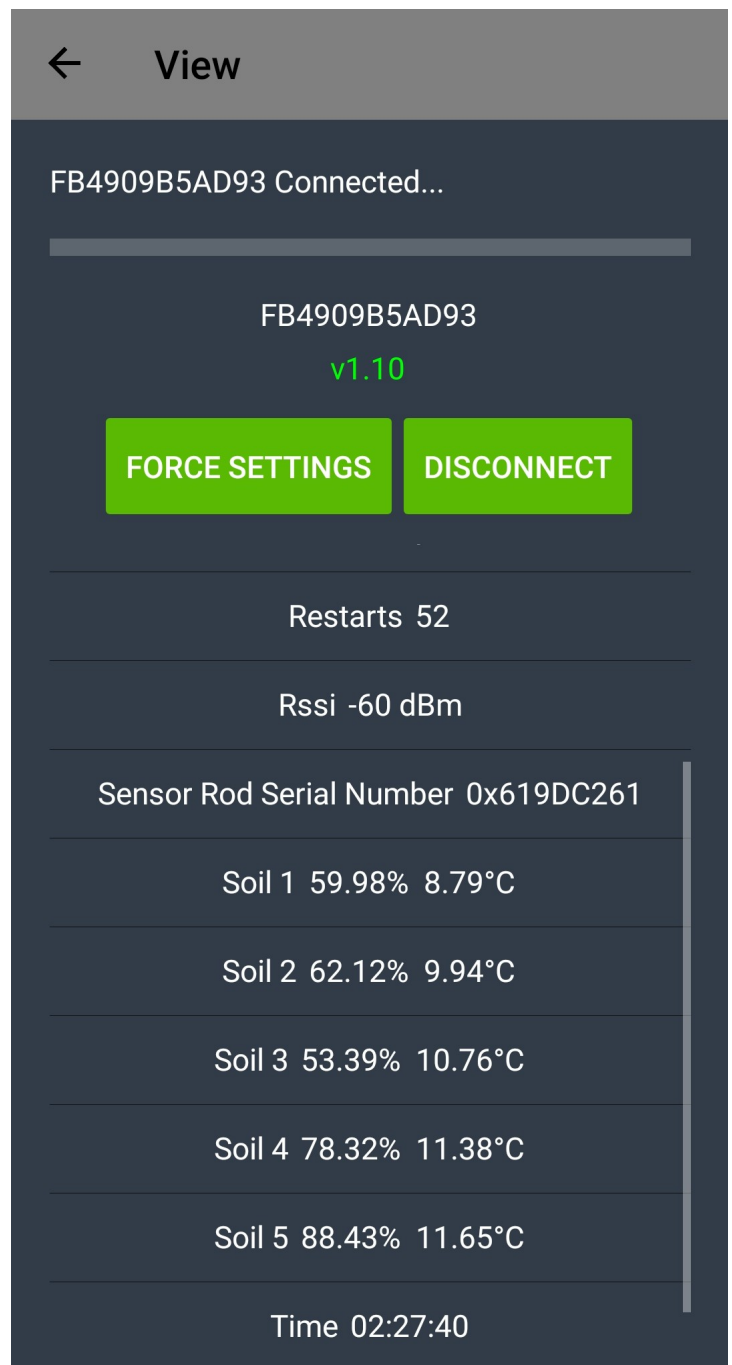 View
FB4909B5AD93 Connected...
FB4909B5AD93
v1.10
FORCE SETTINGS DISCONNECT
Restarts 52
Rssi -60 dBm
Sensor Rod Serial Number 0x619DC261
Soil 1 59.98% 8.79°C
Soil 2 62.12% 9.94°C
Soil 3 53.39% 10.76°C
Soil 4 78.32% 11.38°C
Soil 5 88.43% 11.65°C
Time 02:27:40